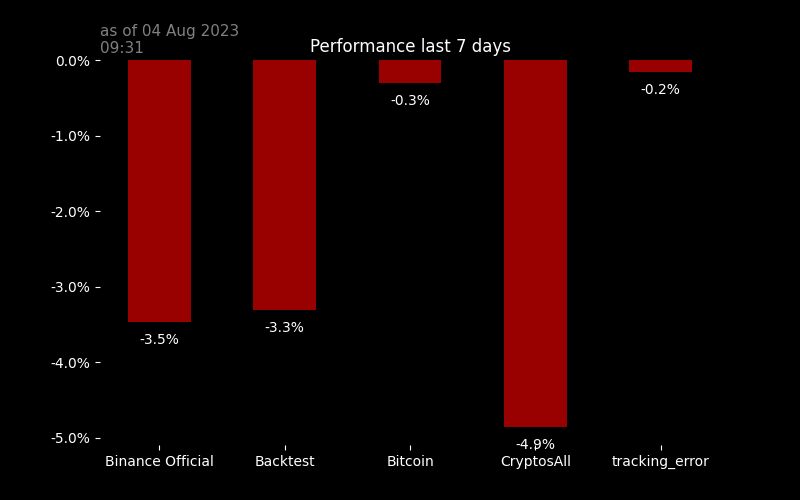 as of 04 Aug 2023
09:31
Performance last 7 days
0.0%
-1.0%
-2.0%
-3.0%
-4.0%
-5.0%
-3.5%
-3.3%
-0.3%
-4.9%
-0.2%
Binance Official
Backtest
Bitcoin
CryptosAll
tracking_error